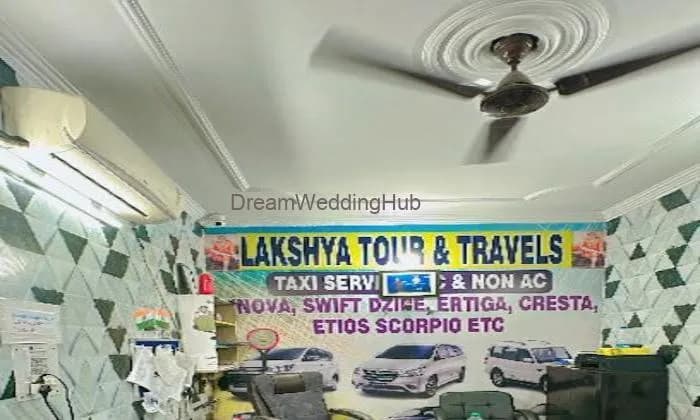 DreamWeddingHub
LAKSHYA TOUR & TRAVELS
TAXI SERVI C & NON AC
NOVA, SWIFT DZIRE, ERTIGA, CRESTA,
ETIOS SCORPIO ETC